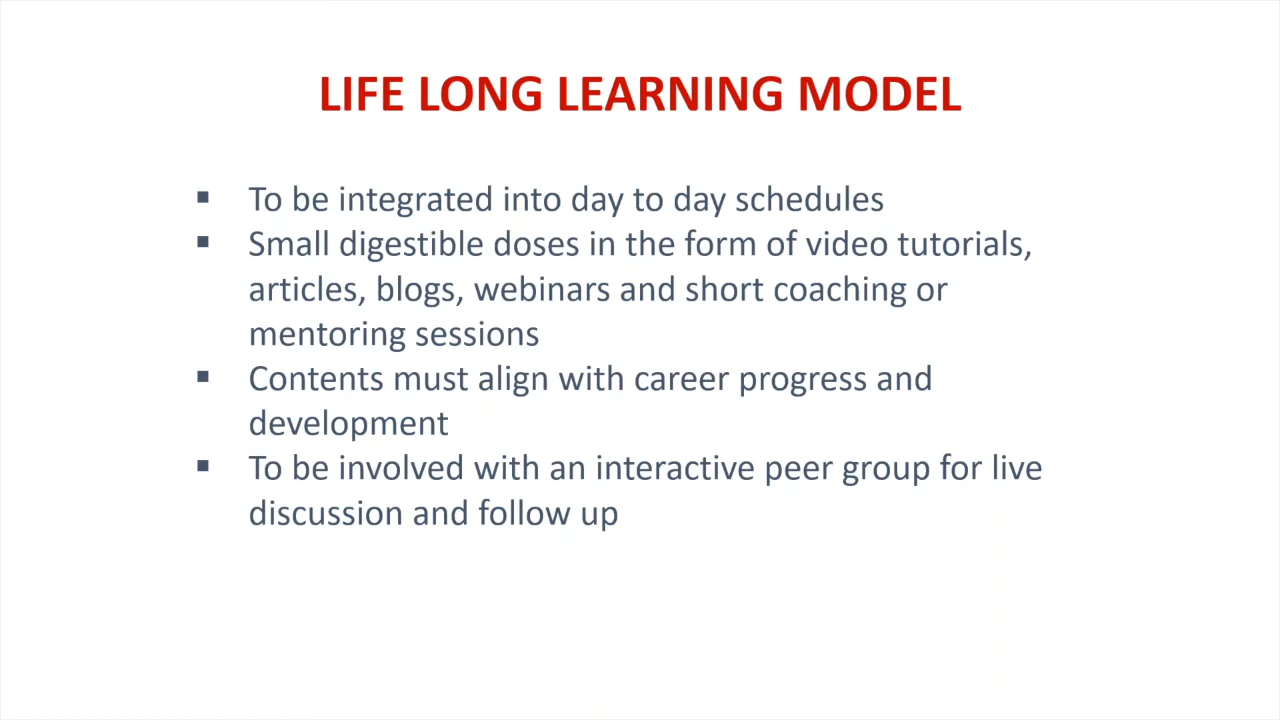 LIFE LONG LEARNING MODEL
▪ To be integrated into day to day schedules
▪ Small digestible doses in the form of video tutorials,
articles, blogs, webinars and short coaching or
mentoring sessions
▪ Contents must align with career progress and
development
▪ To be involved with an interactive peer group for live
discussion and follow up